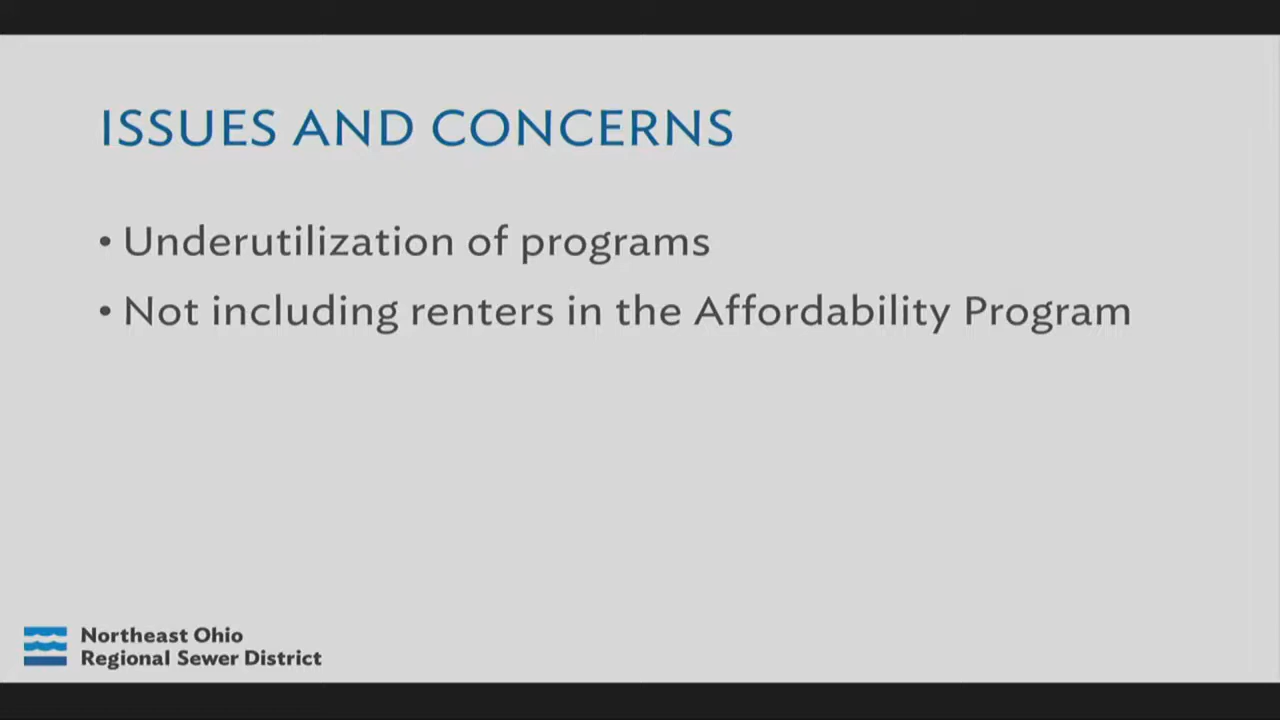 ISSUES AND CONCERNS
• Underutilization of programs
• Not including renters in the Affordability Program
Northeast Ohio
Regional Sewer District